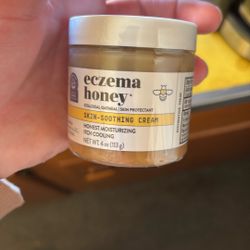 eczema
honey
COLLOIDAL OATMEAL | SKIN PROTECTANT
SKIN-SOOTHING CREAM
HONEST. MOISTURIZING
ITCH COOLING
NET WT. 4 oz (113 g)